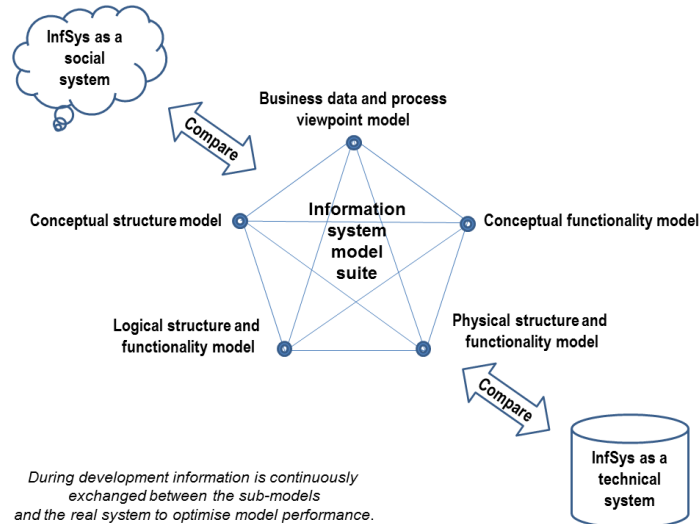 InfSys as a
social
system
Compare
Business data and process
viewpoint model
Conceptual structure model
Information
system
model
suite
Conceptual functionality model
Logical structure and
functionality model
Physical structure and
functionality model
Compare
InfSys as a
technical
system
During development information is continuously
exchanged between the sub-models
and the real system to optimise model performance.